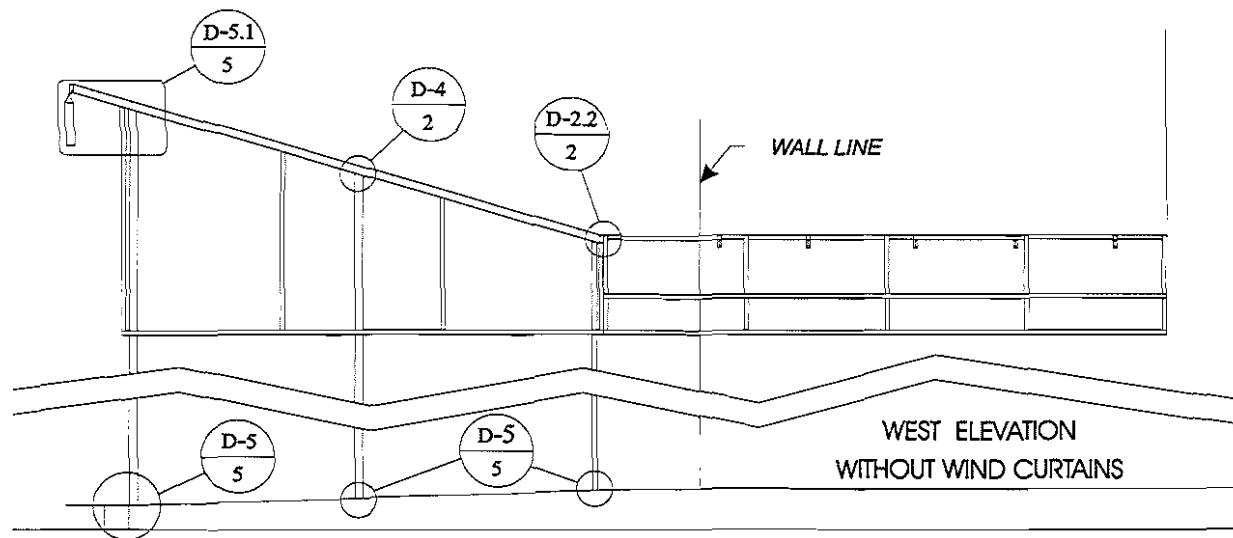 D-5.1
5
D-4
2
D-2.2
2
WALL LINE
D-5
5
D-5
5
WEST ELEVATION
WITHOUT WIND CURTAINS